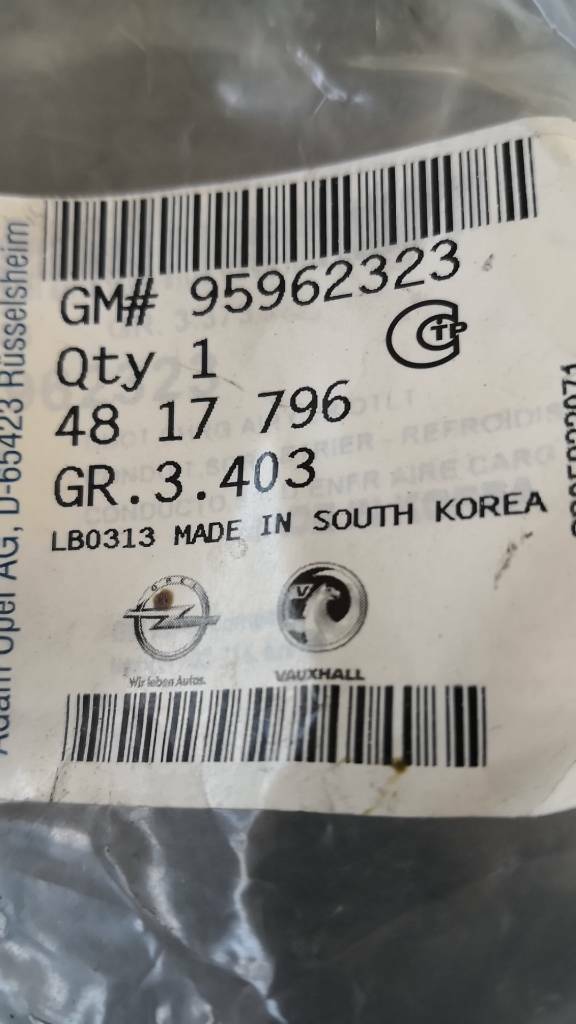 GM# 95962323
Qty 1
48 17 796
GR.3.403
LB0313 MADE IN SOUTH KOREA
OPEL
Wir leben Autos.
VAUXHALL
Adam Opel AG, D-65423 Rüsselsheim